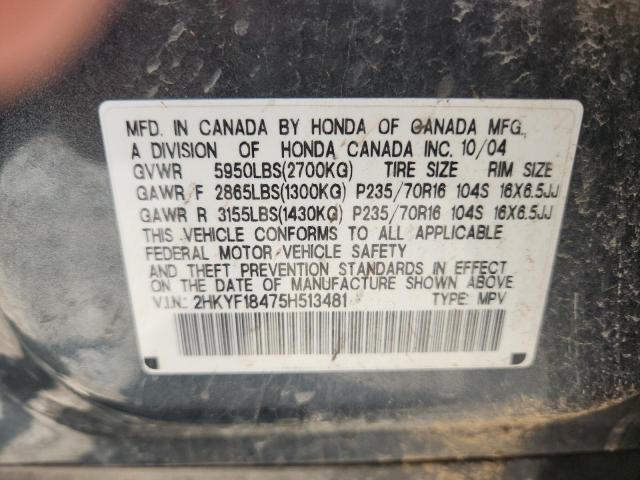 MFD. IN CANADA BY HONDA OF CANADA MFG.,
A DIVISION OF HONDA CANADA INC. 10/04
GVWR 5950LBS(2700KG) TIRE SIZE RIM SIZE
GAWR F 2865LBS(1300KG) P235/70R16 104S 16X6.5JJ
GAWR R 3155LBS(1430KG) P235/70R16 104S 16X6.5JJ
THIS VEHICLE CONFORMS TO ALL APPLICABLE
FEDERAL MOTOR VEHICLE SAFETY
AND THEFT PREVENTION STANDARDS IN EFFECT
ON THE DATE OF MANUFACTURE SHOWN ABOVE
V.I.N.: 2HKYF18475H513481 TYPE: MPV